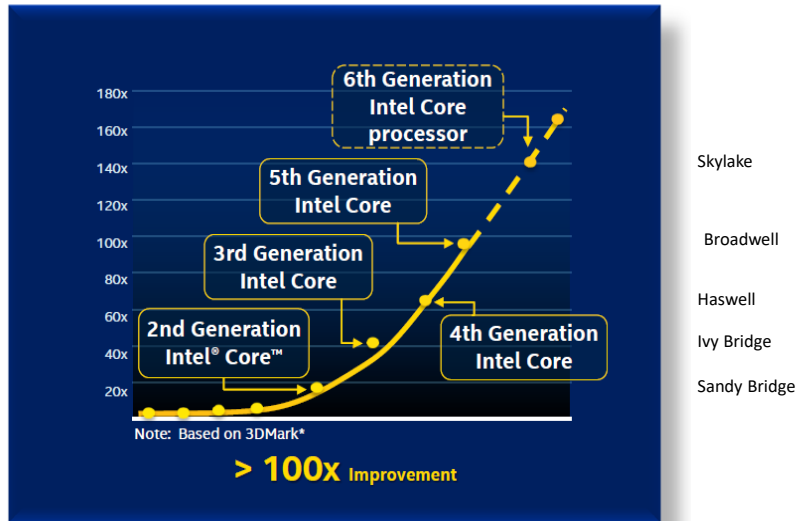 180x
160x
140x
120x
100x
80x
60x
40x
20x
6th Generation
Intel Core
processor
5th Generation
Intel Core
3rd Generation
Intel Core
2nd Generation
Intel® Core™
4th Generation
Intel Core
Note: Based on 3DMark*
> 100x Improvement
Skylake
Broadwell
Haswell
Ivy Bridge
Sandy Bridge